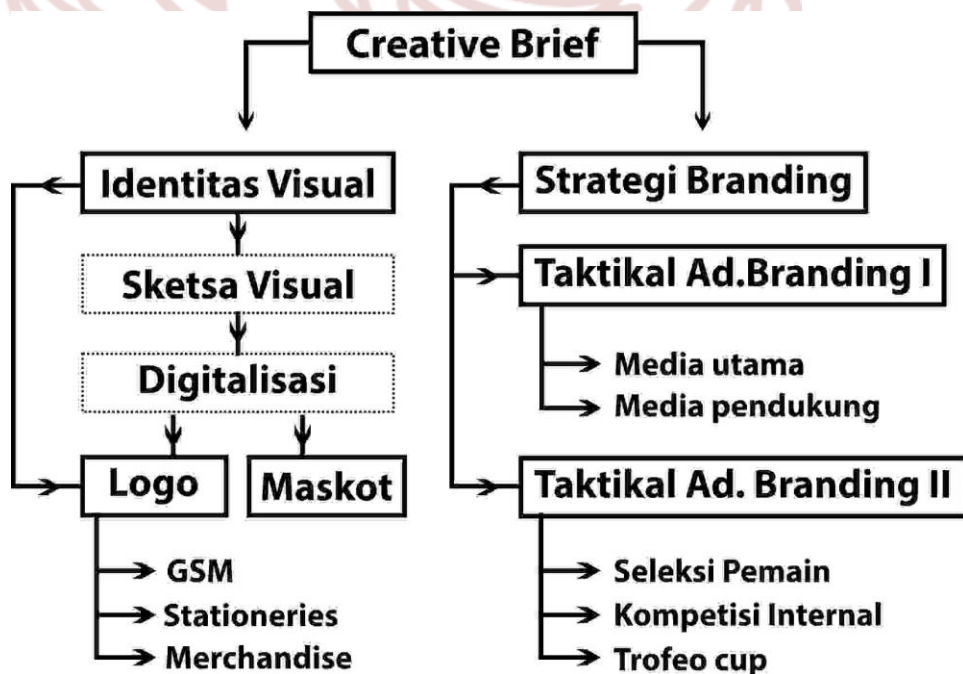 Creative Brief
Identitas Visual
Sketsa Visual
Digitalisasi
Logo
Maskot
GSM
Stationeries
Merchandise
Strategi Branding
Taktikal Ad.Branding I
Media utama
Media pendukung
Taktikal Ad. Branding II
Seleksi Pemain
Kompetisi Internal
Trofeo cup